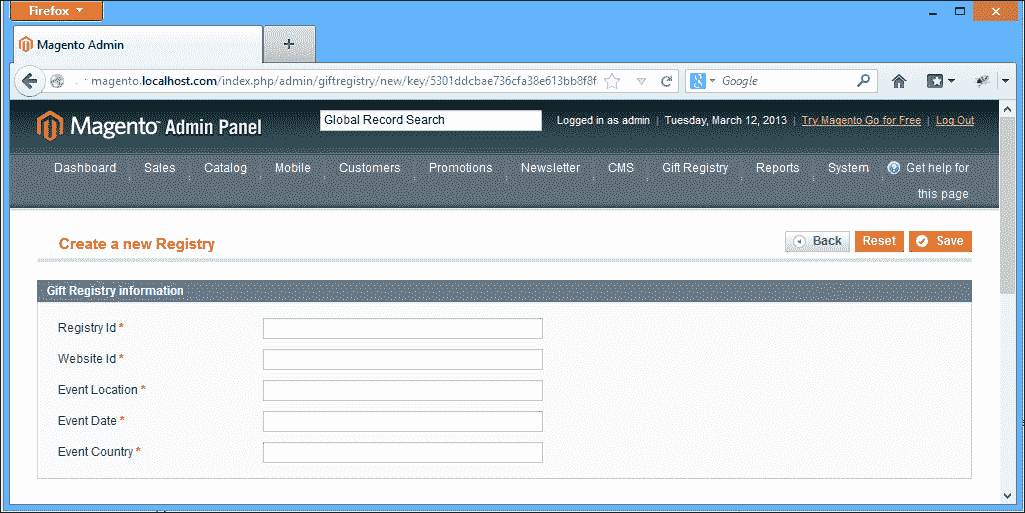 Firefox
Magento Admin
magento.localhost.com/index.php/admin/giftregistry/new/key/5301ddcbae736cfa38e613bb8f8f
Google
Magento™ Admin Panel
Global Record Search
Logged in as admin | Tuesday, March 12, 2013 | Try Magento Go for Free | Log Out
Dashboard Sales Catalog Mobile Customers Promotions Newsletter CMS Gift Registry Reports System Get help for
this page
Create a new Registry
Back Reset Save
Gift Registry information
Registry Id *
Website Id *
Event Location *
Event Date *
Event Country *